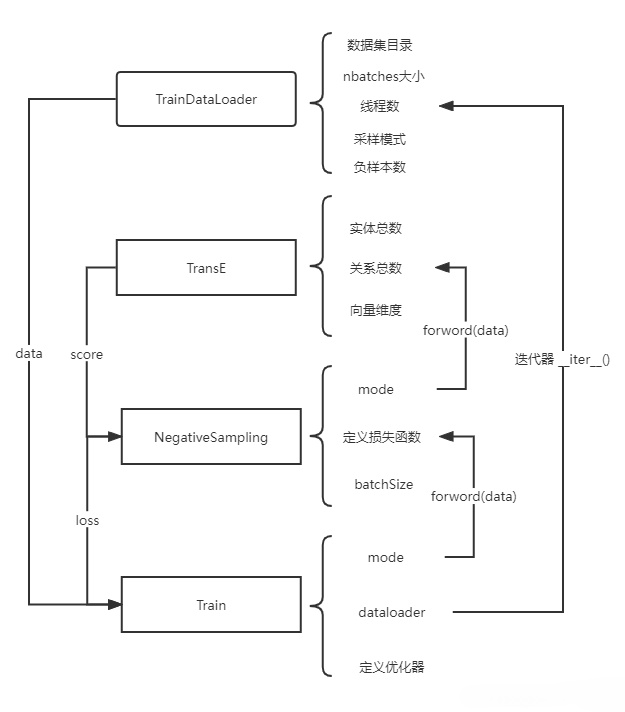 数据集目录
nbatches大小
TrainDataLoader
线程数
采样模式
负样本数
实体总数
TransE
关系总数
向量维度
forword(data)
data
score
迭代器 __iter__()
mode
NegativeSampling
定义损失函数
batchSize
forword(data)
loss
mode
Train
dataloader
定义优化器